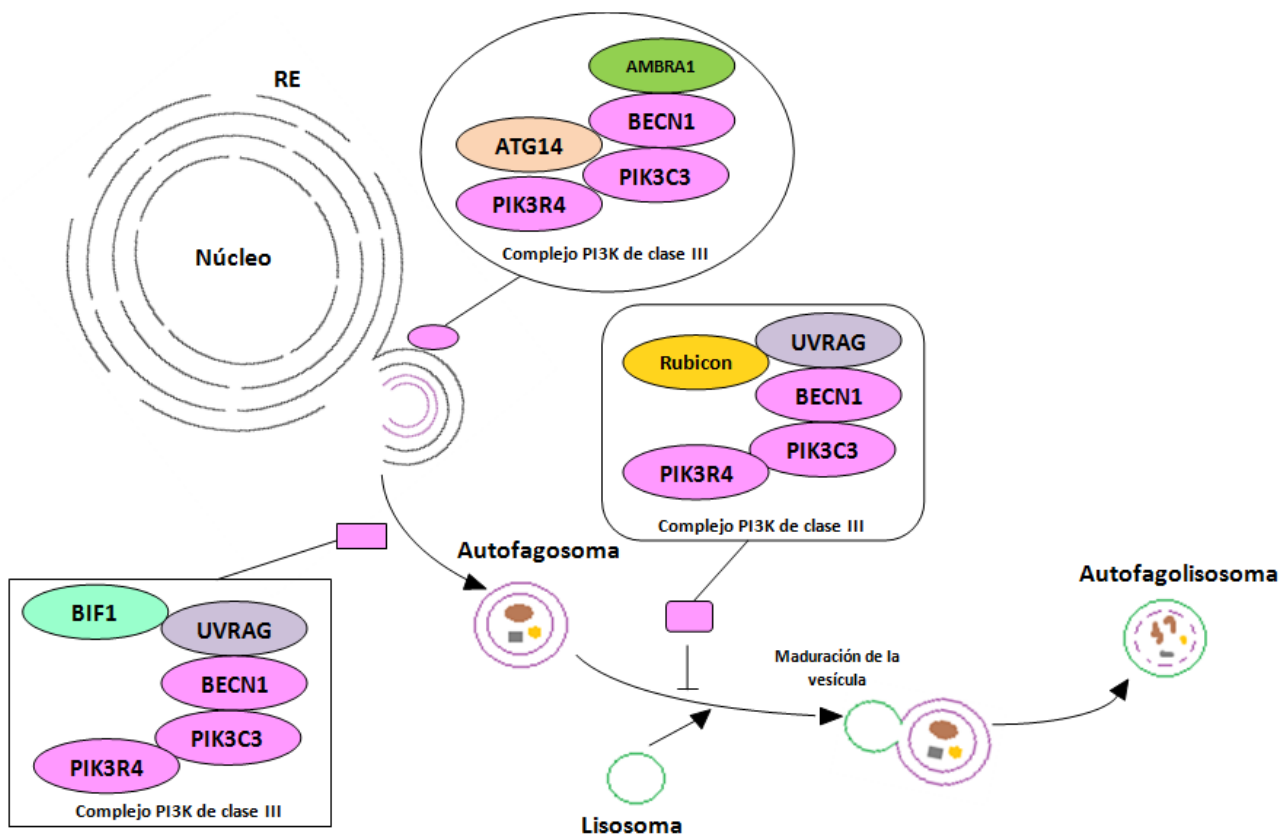 RE
Núcleo
AMBRA1
BECN1
ATG14
PIK3C3
PIK3R4
Complejo PI3K de clase III
UVRAG
Rubicon
BECN1
PIK3C3
PIK3R4
Complejo PI3K de clase III
BIF1
UVRAG
BECN1
PIK3C3
PIK3R4
Complejo PI3K de clase III
Autofagosoma
Lisosoma
Maduración de la
vesícula
Autofagolisosoma